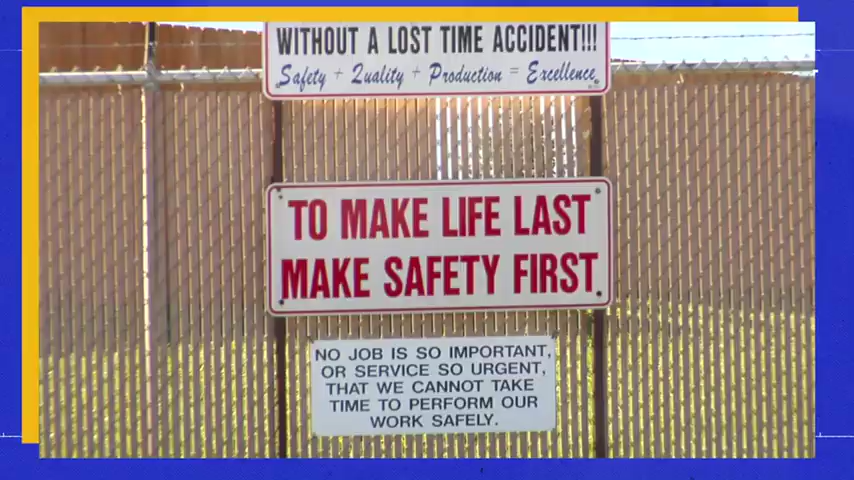 WITHOUT A LOST TIME ACCIDENT!!!
Safety + Quality + Production = Excellence
TO MAKE LIFE LAST
MAKE SAFETY FIRST
NO JOB IS SO IMPORTANT,
OR SERVICE SO URGENT,
THAT WE CANNOT TAKE
TIME TO PERFORM OUR
WORK SAFELY.